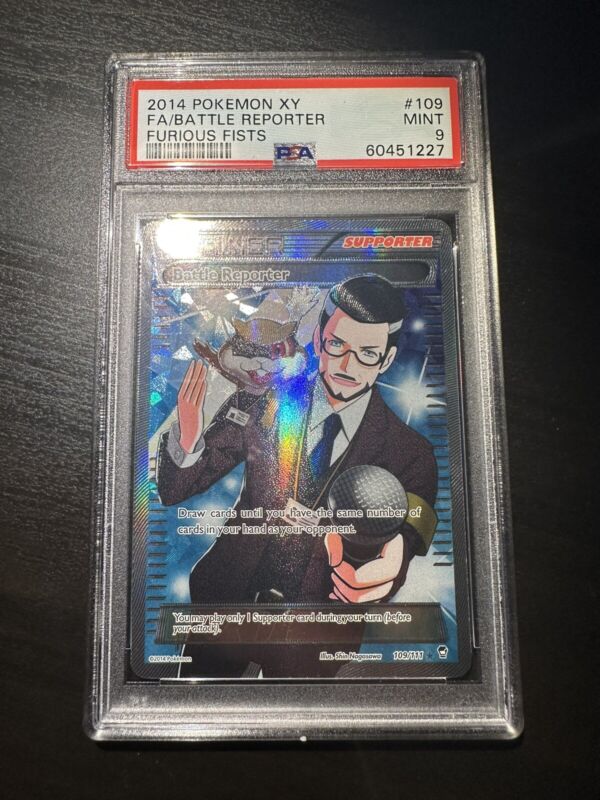 2014 POKEMON XY #109
FA/BATTLE REPORTER MINT
FURIOUS FISTS 9
PSA 60451227
SUPPORTER
Battle Reporter
Draw cards until you have the same number of
cards in your hand as your opponent.
You may play only 1 Supporter card during your turn (before
your attack).
©2014 Pokémon Illus. Shin Nagasawa 109/111